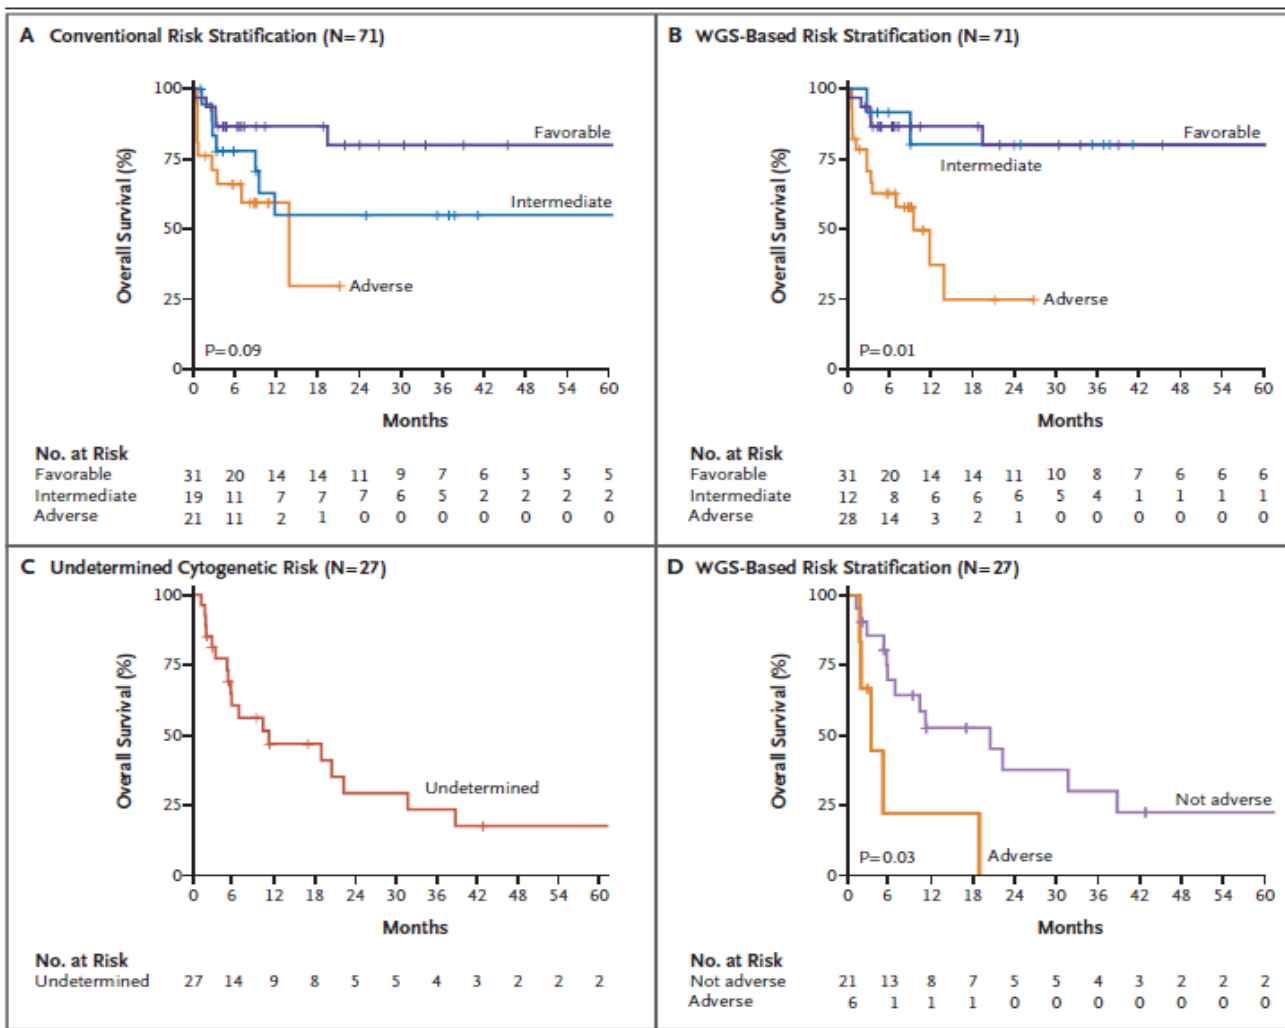 A Conventional Risk Stratification (N=71)
100
75
50
25
0
Overall Survival (%)
Favorable
Intermediate
Adverse
P=0.09
0 6 12 18 24 30 36 42 48 54 60
Months
No. at Risk
Favorable 31 20 14 14 11 9 7 6 5 5 5
Intermediate 19 11 7 7 7 6 5 2 2 2 2
Adverse 21 11 2 1 0 0 0 0 0 0 0
B WGS-Based Risk Stratification (N=71)
100
75
50
25
0
Overall Survival (%)
Favorable
Intermediate
Adverse
P=0.01
0 6 12 18 24 30 36 42 48 54 60
Months
No. at Risk
Favorable 31 20 14 14 11 10 8 7 6 6 6
Intermediate 12 8 6 6 6 5 4 1 1 1 1
Adverse 28 14 3 2 1 0 0 0 0 0 0
C Undetermined Cytogenetic Risk (N=27)
100
75
50
25
0
Overall Survival (%)
Undetermined
0 6 12 18 24 30 36 42 48 54 60
Months
No. at Risk
Undetermined 27 14 9 8 5 5 4 3 2 2 2
D WGS-Based Risk Stratification (N=27)
100
75
50
25
0
Overall Survival (%)
Not adverse
Adverse
P=0.03
0 6 12 18 24 30 36 42 48 54 60
Months
No. at Risk
Not adverse 21 13 8 7 5 5 4 3 2 2 2
Adverse 6 1 1 1 0 0 0 0 0 0 0